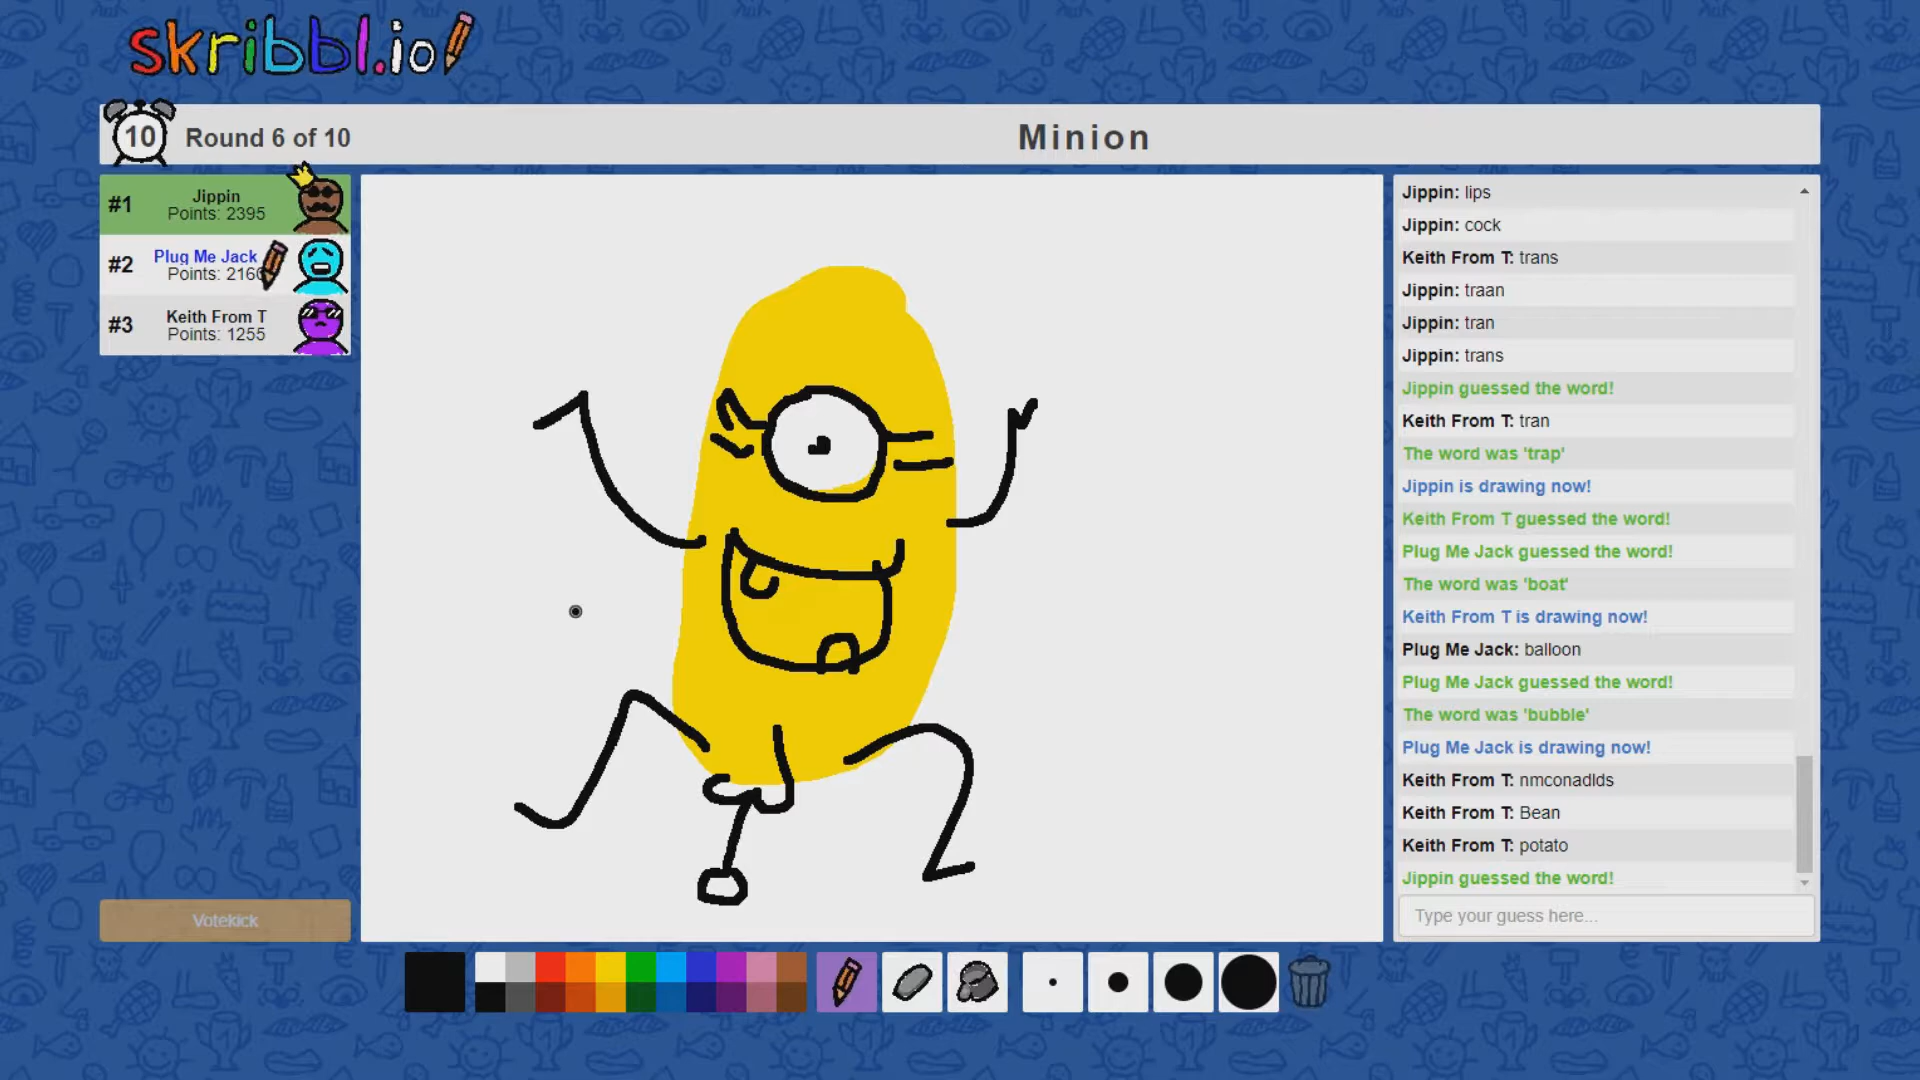 skribbl.io
10
Round 6 of 10
Minion
#1
Jippin
Points: 2395
#2
Plug Me Jack
Points: 2160
#3
Keith From T
Points: 1255
Jippin: lips
Jippin: cock
Keith From T: trans
Jippin: traan
Jippin: tran
Jippin: trans
Jippin guessed the word!
Keith From T: tran
The word was 'trap'
Jippin is drawing now!
Keith From T guessed the word!
Plug Me Jack guessed the word!
The word was 'boat'
Keith From T is drawing now!
Plug Me Jack: balloon
Plug Me Jack guessed the word!
The word was 'bubble'
Plug Me Jack is drawing now!
Keith From T: nmconadlds
Keith From T: Bean
Keith From T: potato
Jippin guessed the word!
Type your guess here...
Votekick